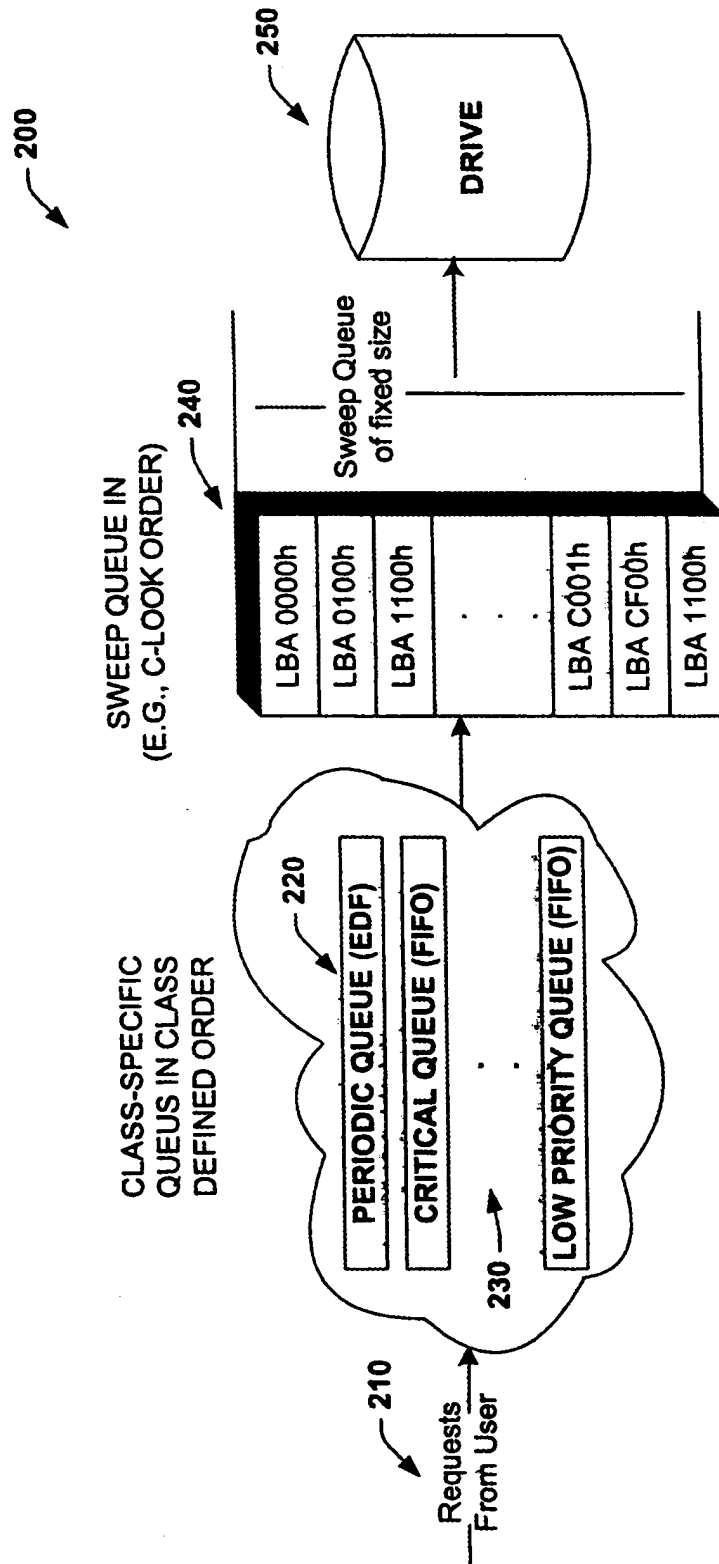 200
CLASS-SPECIFIC
QUEUS IN CLASS
DEFINED ORDER
SWEEP QUEUE IN
(E.G., C-LOOK ORDER)
210
Requests
From User
220
PERIODIC QUEUE (EDF)
CRITICAL QUEUE (FIFO)
. .
230
LOW PRIORITY QUEUE (FIFO)
240
LBA 0000h
LBA 0100h
LBA 1100h
. . .
LBA C001h
LBA CF00h
LBA 1100h
Sweep Queue
of fixed size
250
DRIVE